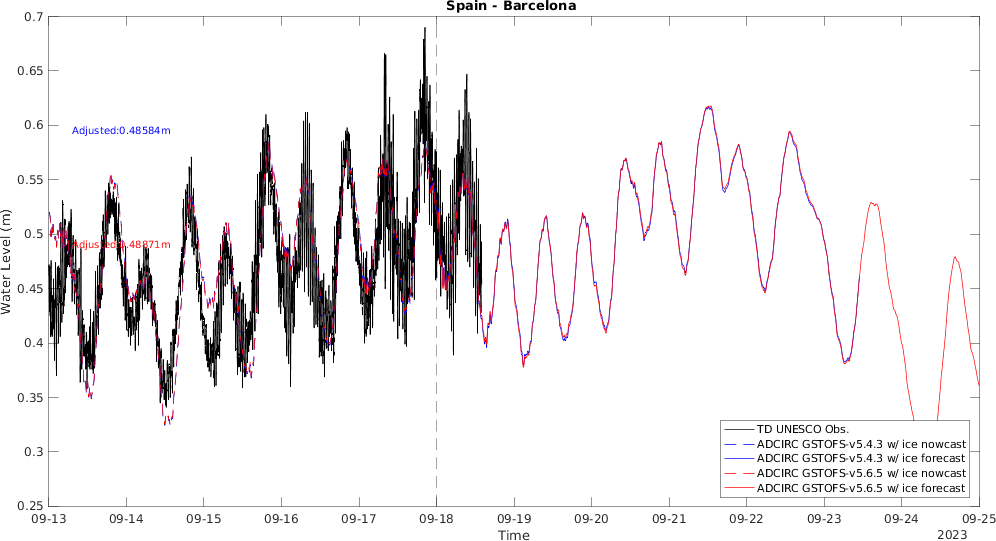 Spain - Barcelona
0.7
0.65
0.6
0.55
0.5
0.45
0.4
0.35
0.3
0.25
Water Level (m)
Adjusted:0.48584m
Adjusted:0.48871m
TD UNESCO Obs.
ADCIRC GSTOFS-v5.4.3 w/ ice nowcast
ADCIRC GSTOFS-v5.4.3 w/ ice forecast
ADCIRC GSTOFS-v5.6.5 w/ ice nowcast
ADCIRC GSTOFS-v5.6.5 w/ ice forecast
09-13 09-14 09-15 09-16 09-17 09-18 09-19 09-20 09-21 09-22 09-23 09-24 09-25
Time
2023